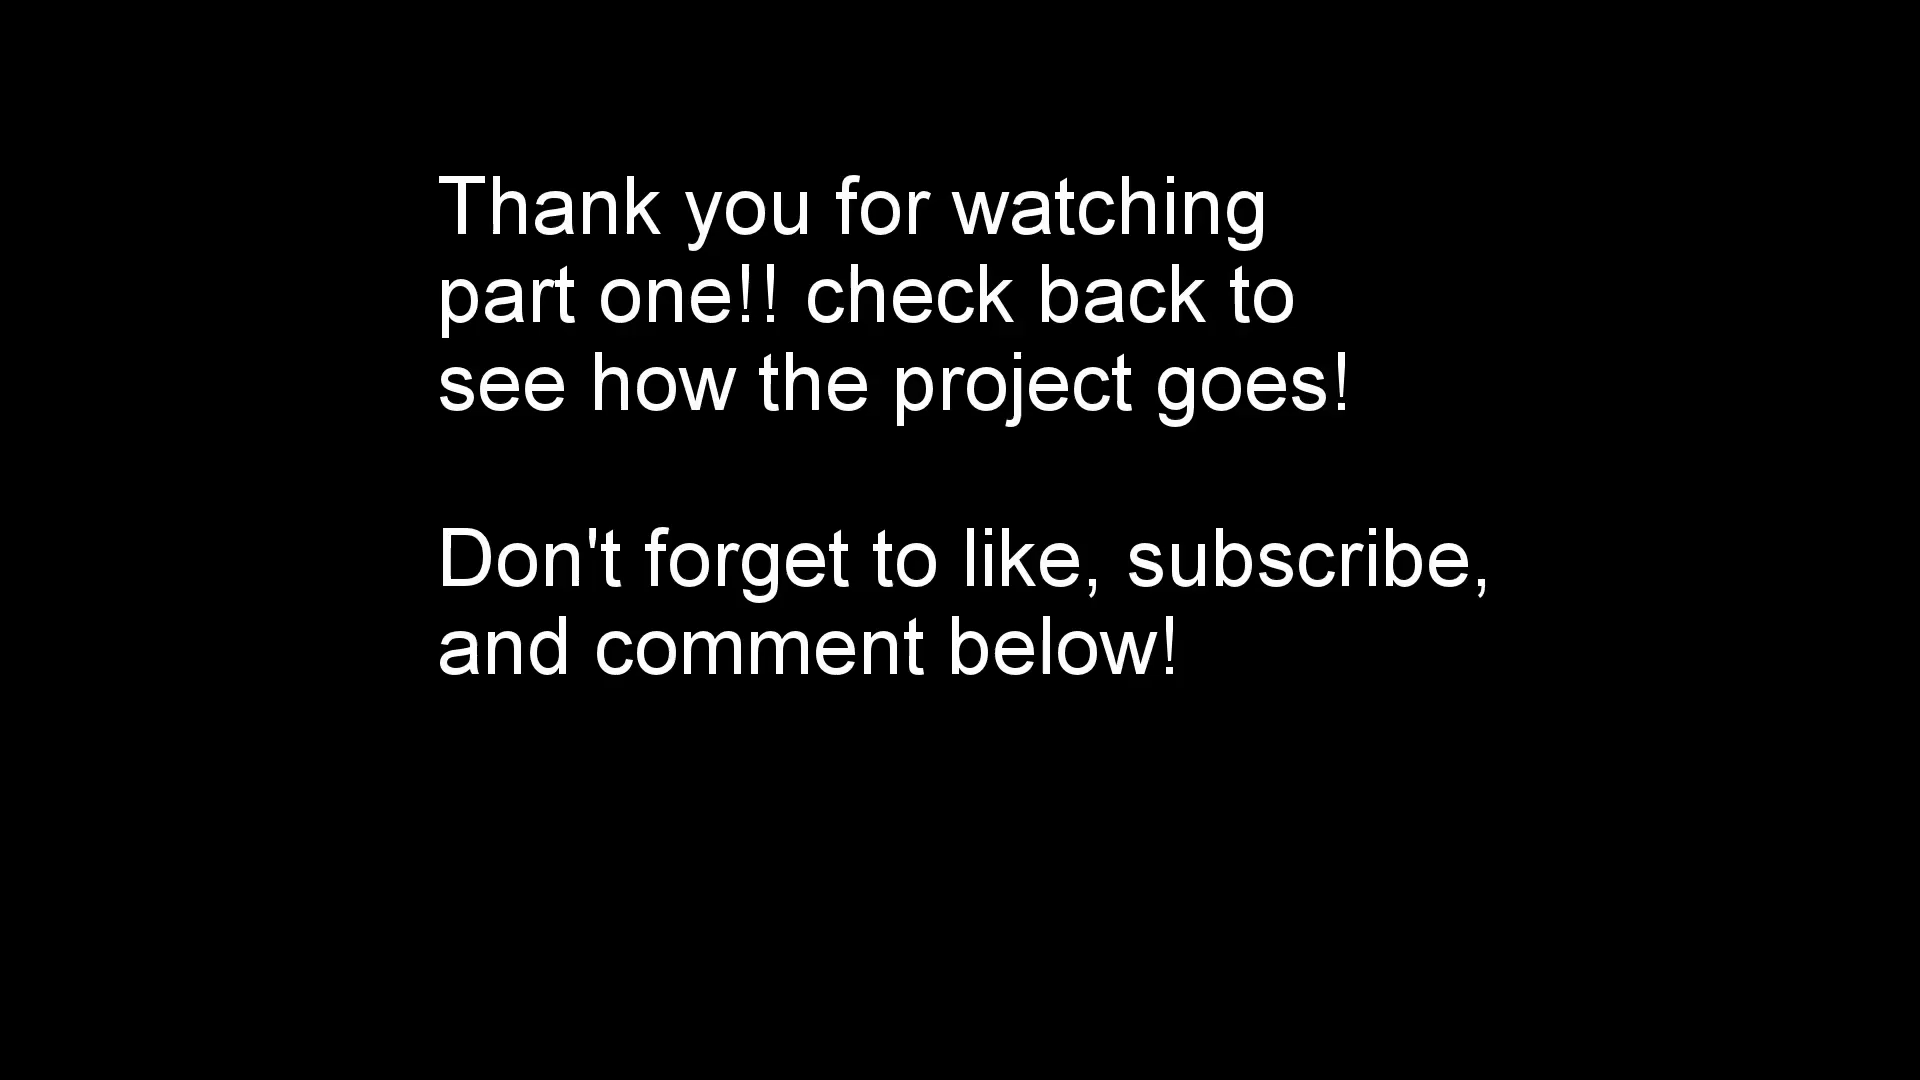 Thank you for watching
part one!! check back to
see how the project goes!
Don't forget to like, subscribe,
and comment below!